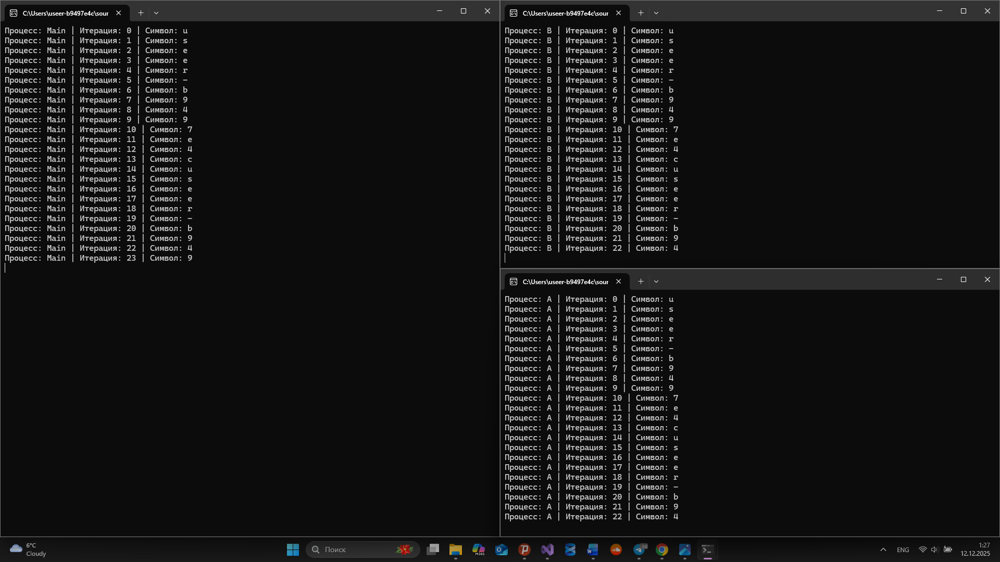 C:\Users\useer-b9497e4c\sour
Процесс: Main | Итерация: 0 | Символ: u
Процесс: Main | Итерация: 1 | Символ: s
Процесс: Main | Итерация: 2 | Символ: e
Процесс: Main | Итерация: 3 | Символ: e
Процесс: Main | Итерация: 4 | Символ: r
Процесс: Main | Итерация: 5 | Символ: -
Процесс: Main | Итерация: 6 | Символ: b
Процесс: Main | Итерация: 7 | Символ: 9
Процесс: Main | Итерация: 8 | Символ: 4
Процесс: Main | Итерация: 9 | Символ: 9
Процесс: Main | Итерация: 10 | Символ: 7
Процесс: Main | Итерация: 11 | Символ: e
Процесс: Main | Итерация: 12 | Символ: 4
Процесс: Main | Итерация: 13 | Символ: c
Процесс: Main | Итерация: 14 | Символ: u
Процесс: Main | Итерация: 15 | Символ: s
Процесс: Main | Итерация: 16 | Символ: e
Процесс: Main | Итерация: 17 | Символ: e
Процесс: Main | Итерация: 18 | Символ: r
Процесс: Main | Итерация: 19 | Символ: -
Процесс: Main | Итерация: 20 | Символ: b
Процесс: Main | Итерация: 21 | Символ: 9
Процесс: Main | Итерация: 22 | Символ: 4
Процесс: Main | Итерация: 23 | Символ: 9
C:\Users\useer-b9497e4c\sour
Процесс: B | Итерация: 0 | Символ: u
Процесс: B | Итерация: 1 | Символ: s
Процесс: B | Итерация: 2 | Символ: e
Процесс: B | Итерация: 3 | Символ: e
Процесс: B | Итерация: 4 | Символ: r
Процесс: B | Итерация: 5 | Символ: -
Процесс: B | Итерация: 6 | Символ: b
Процесс: B | Итерация: 7 | Символ: 9
Процесс: B | Итерация: 8 | Символ: 4
Процесс: B | Итерация: 9 | Символ: 9
Процесс: B | Итерация: 10 | Символ: 7
Процесс: B | Итерация: 11 | Символ: e
Процесс: B | Итерация: 12 | Символ: 4
Процесс: B | Итерация: 13 | Символ: c
Процесс: B | Итерация: 14 | Символ: u
Процесс: B | Итерация: 15 | Символ: s
Процесс: B | Итерация: 16 | Символ: e
Процесс: B | Итерация: 17 | Символ: e
Процесс: B | Итерация: 18 | Символ: r
Процесс: B | Итерация: 19 | Символ: -
Процесс: B | Итерация: 20 | Символ: b
Процесс: B | Итерация: 21 | Символ: 9
Процесс: B | Итерация: 22 | Символ: 4
C:\Users\useer-b9497e4c\sour
Процесс: A | Итерация: 0 | Символ: u
Процесс: A | Итерация: 1 | Символ: s
Процесс: A | Итерация: 2 | Символ: e
Процесс: A | Итерация: 3 | Символ: e
Процесс: A | Итерация: 4 | Символ: r
Процесс: A | Итерация: 5 | Символ: -
Процесс: A | Итерация: 6 | Символ: b
Процесс: A | Итерация: 7 | Символ: 9
Процесс: A | Итерация: 8 | Символ: 4
Процесс: A | Итерация: 9 | Символ: 9
Процесс: A | Итерация: 10 | Символ: 7
Процесс: A | Итерация: 11 | Символ: e
Процесс: A | Итерация: 12 | Символ: 4
Процесс: A | Итерация: 13 | Символ: c
Процесс: A | Итерация: 14 | Символ: u
Процесс: A | Итерация: 15 | Символ: s
Процесс: A | Итерация: 16 | Символ: e
Процесс: A | Итерация: 17 | Символ: e
Процесс: A | Итерация: 18 | Символ: r
Процесс: A | Итерация: 19 | Символ: -
Процесс: A | Итерация: 20 | Символ: b
Процесс: A | Итерация: 21 | Символ: 9
Процесс: A | Итерация: 22 | Символ: 4
6°C
Cloudy
Поиск
M365
98
ENG
1:27
12.12.2025